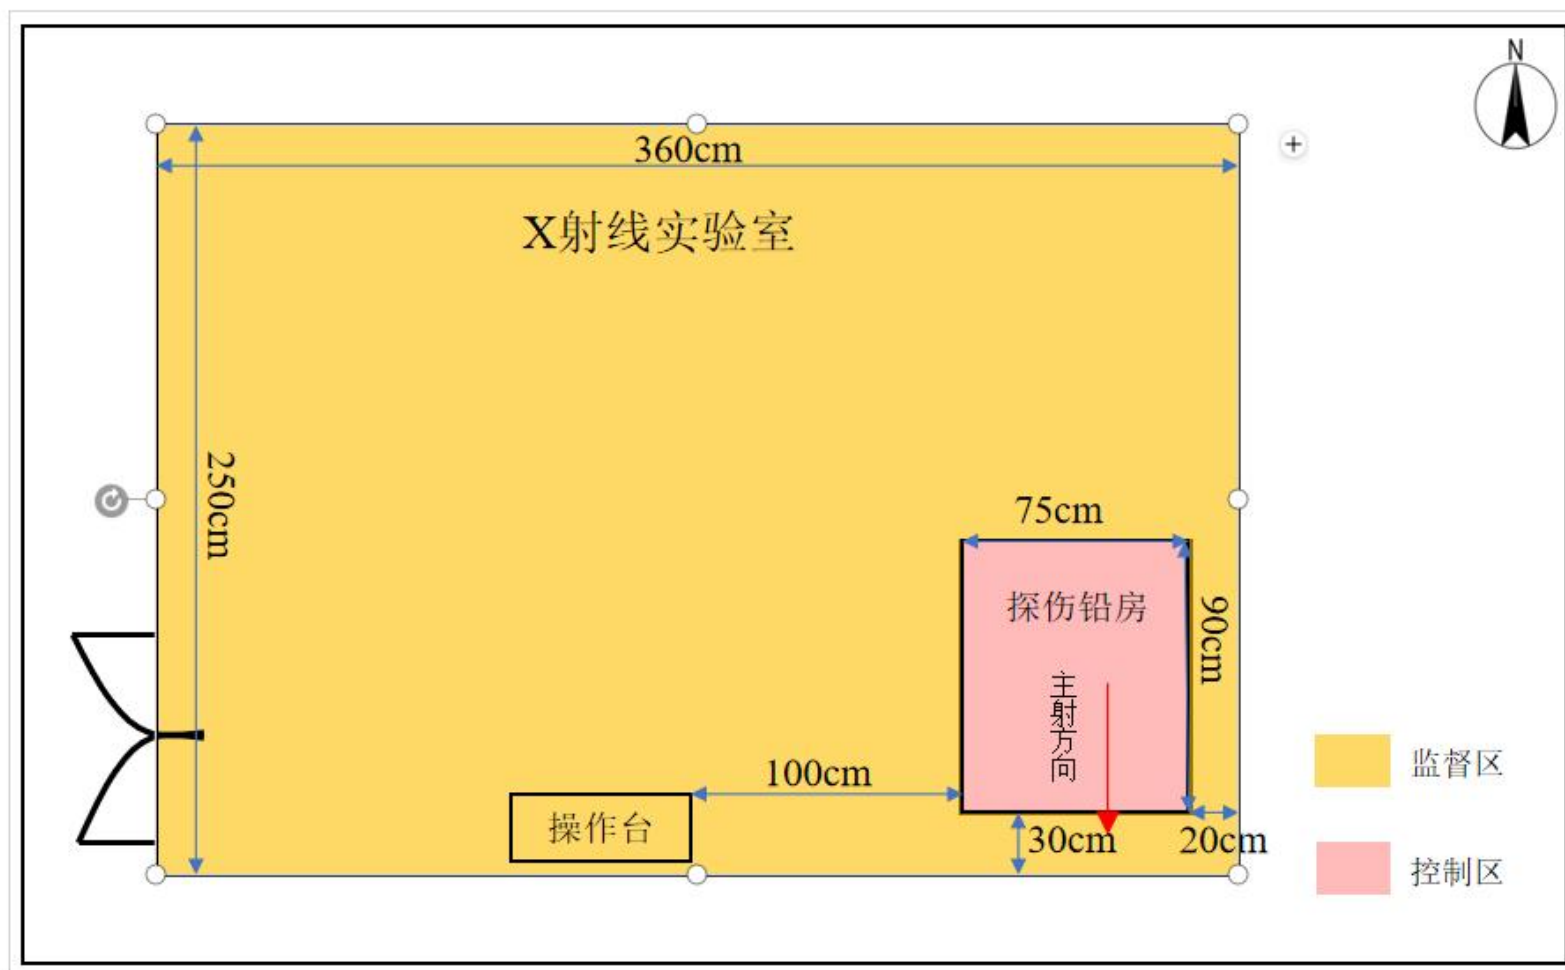 N
360cm
X射线实验室
250cm
75cm
探伤铅房
90cm
主射方向
100cm
操作台
30cm
20cm
监督区
控制区